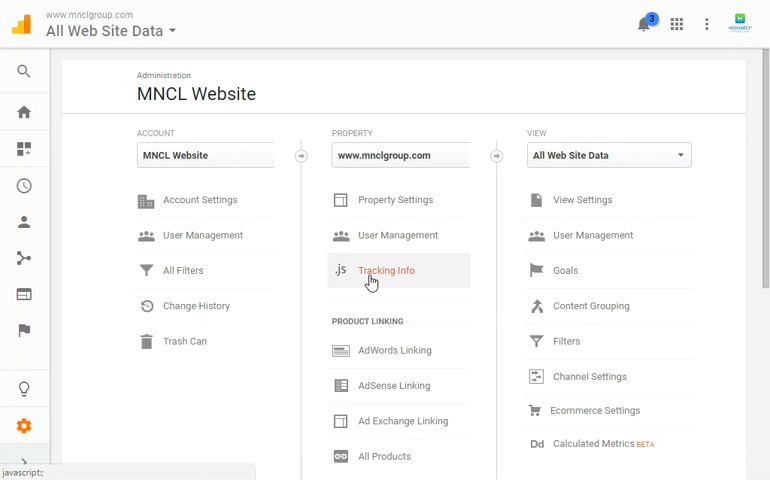 www.mnclgroup.com
All Web Site Data
3
MONARCH
Administration
MNCL Website
ACCOUNT
MNCL Website
Account Settings
User Management
All Filters
Change History
Trash Can
PROPERTY
www.mnclgroup.com
Property Settings
User Management
.js Tracking Info
PRODUCT LINKING
AdWords Linking
AdSense Linking
Ad Exchange Linking
All Products
VIEW
All Web Site Data
View Settings
User Management
Goals
Content Grouping
Filters
Channel Settings
Ecommerce Settings
Dd Calculated Metrics BETA
javascript:;